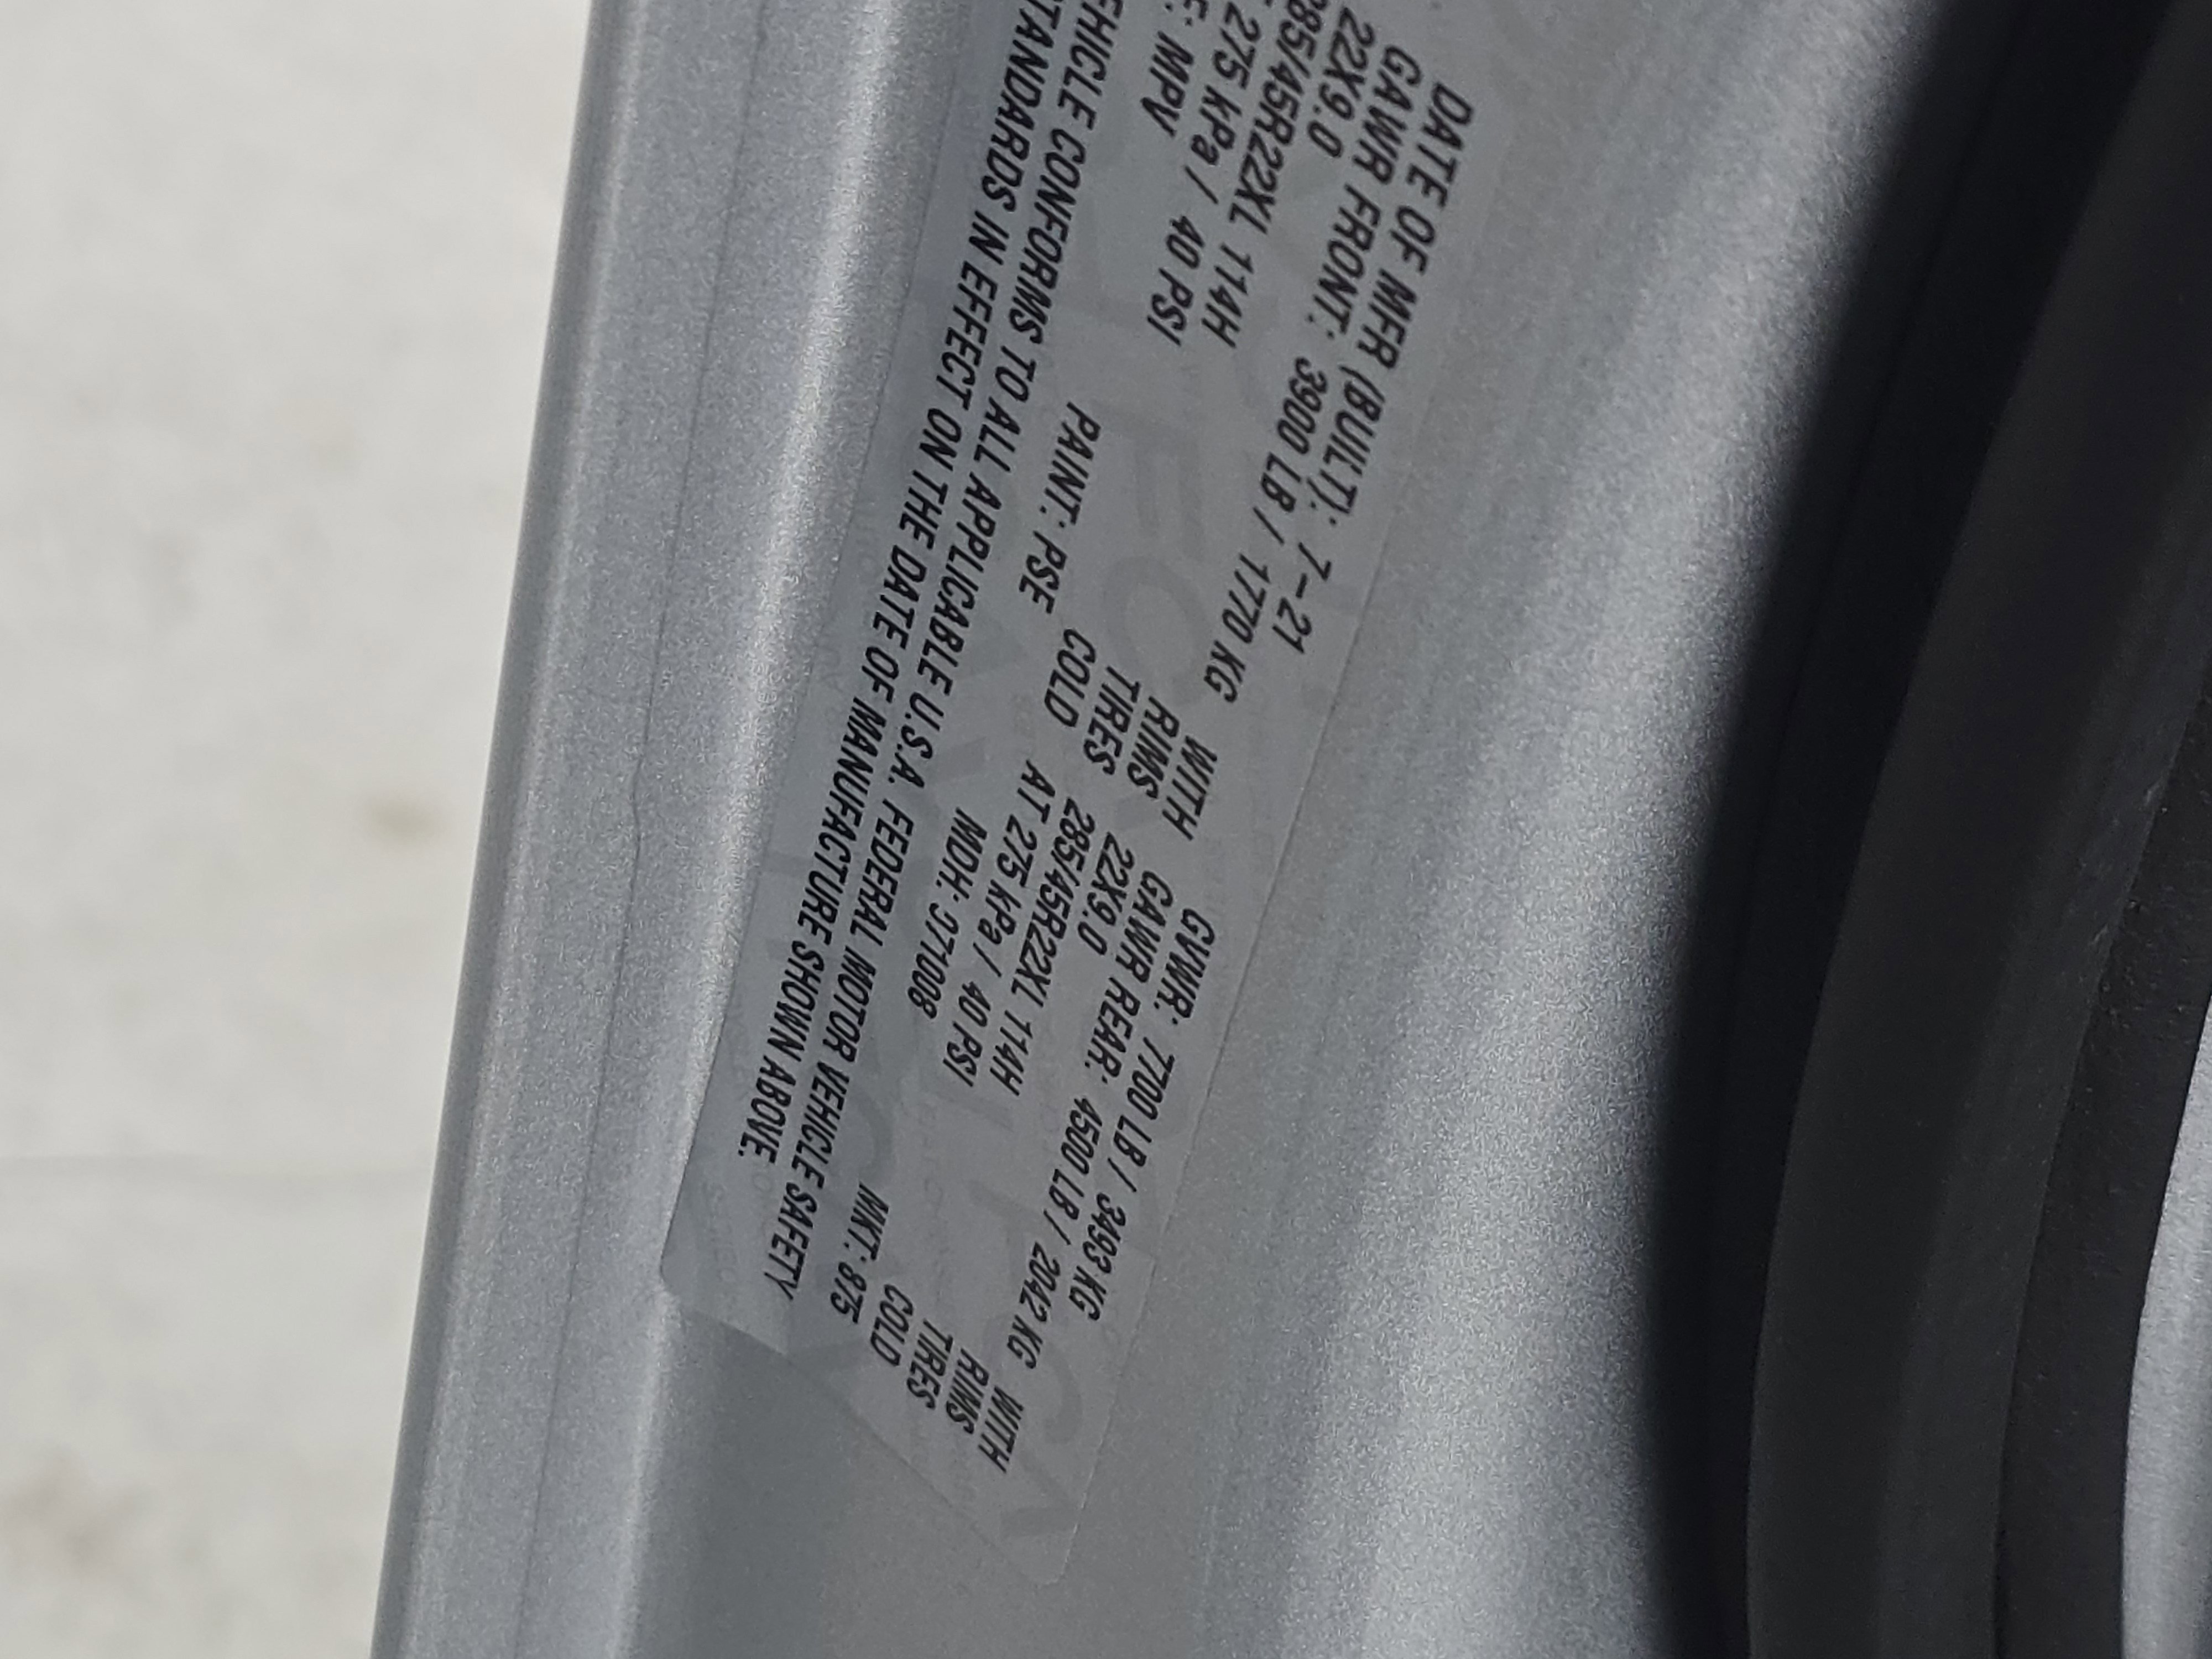 DATE OF MFR (BUILT): 7-21 GVWR: 7700 LB / 3493 KG
GAWR FRONT: 3900 LB / 1770 KG WITH GAWR REAR: 4500 LB / 2042 KG WITH
22X9.0 RIMS 22X9.0 RIMS
285/45R22XL 114H TIRES 285/45R22XL 114H TIRES
275 kPa / 40 PSI COLD AT 275 kPa / 40 PSI COLD
MPV PAINT: PSE MDH: 071008 MKT: 875
CONFORMS TO ALL APPLICABLE U.S.A. FEDERAL MOTOR VEHICLE SAFETY
IN EFFECT ON THE DATE OF MANUFACTURE SHOWN ABOVE.